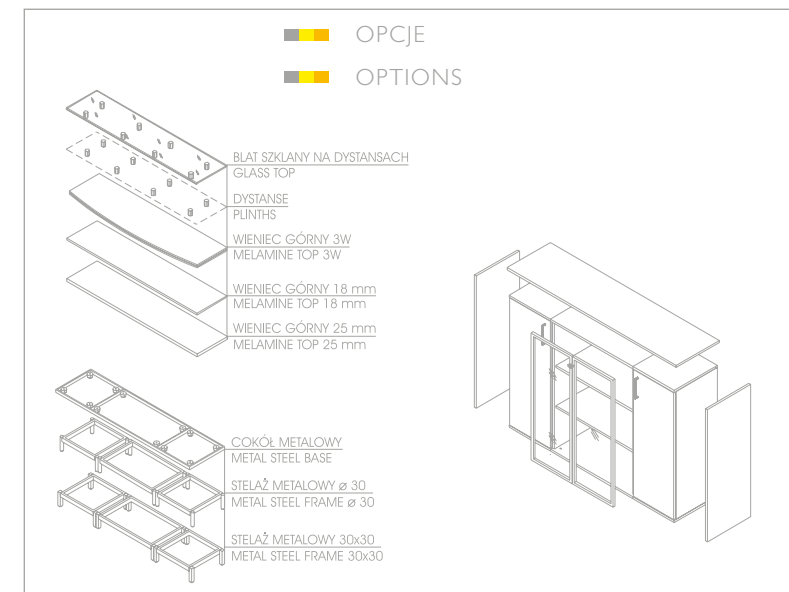 OPCJE
OPTIONS
BLAT SZKLANY NA DYSTANSACH
GLASS TOP
DYSTANSE
PLINTHS
WIENIEC GÓRNY 3W
MELAMINE TOP 3W
WIENIEC GÓRNY 18 mm
MELAMINE TOP 18 mm
WIENIEC GÓRNY 25 mm
MELAMINE TOP 25 mm
COKÓŁ METALOWY
METAL STEEL BASE
STELAŻ METALOWY ø 30
METAL STEEL FRAME ø 30
STELAŻ METALOWY 30x30
METAL STEEL FRAME 30x30